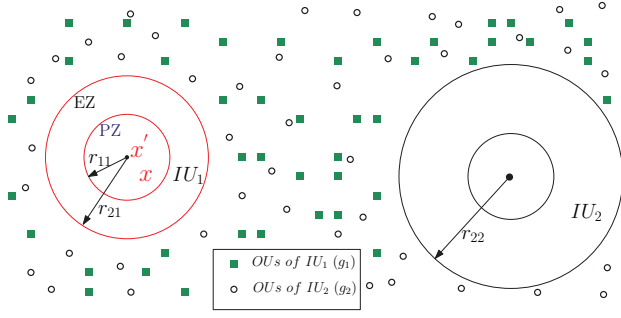 EZ
PZ
x'
x
r₁₁
r₂₁
IU₁
IU₂
r₂₂
OUs of IU₁ (g₁)
OUs of IU₂ (g₂)